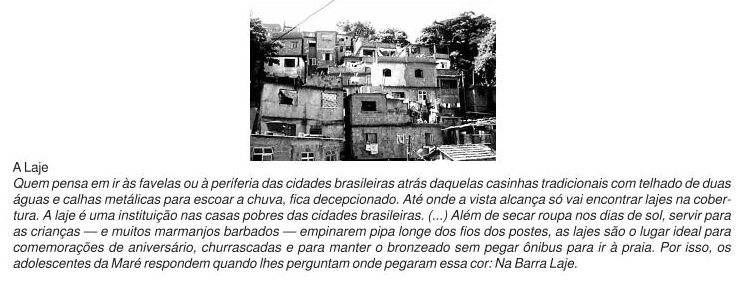 A Laje
Quem pensa em ir às favelas ou à periferia das cidades brasileiras atrás daquelas casinhas tradicionais com telhado de duas
águas e calhas metálicas para escoar a chuva, fica decepcionado. Até onde a vista alcança só vai encontrar lajes na cober-
tura. A laje é uma instituição nas casas pobres das cidades brasileiras. (...) Além de secar roupa nos dias de sol, servir para
as crianças — e muitos marmanjos barbados — empinarem pipa longe dos fios dos postes, as lajes são o lugar ideal para
comemorações de aniversário, churrascadas e para manter o bronzeado sem pegar ônibus para ir à praia. Por isso, os
adolescentes da Maré respondem quando lhes perguntam onde pegaram essa cor: Na Barra Laje.